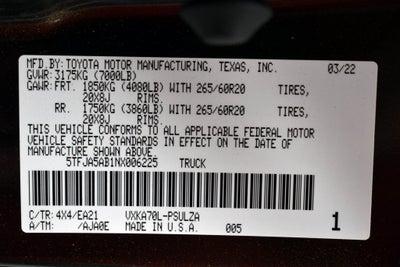 MFD.BY: TOYOTA MOTOR MANUFACTURING, TEXAS, INC. 03/22
GVWR: 3175KG (7000LB)
GAWR: FRT. 1850KG (4080LB) WITH 265/60R20 TIRES,
20X8J RIMS.
RR. 1750KG (3860LB) WITH 265/60R20 TIRES,
20X8J RIMS.
THIS VEHICLE CONFORMS TO ALL APPLICABLE FEDERAL MOTOR
VEHICLE SAFETY STANDARDS IN EFFECT ON THE DATE
OF MANUFACTURE SHOWN ABOVE.
5TFJA5AB1NX006225 TRUCK
C/TR: 4X4/EA21 VXKA70L-PSULZA
A/TM: /AJA0E MADE IN U.S.A. 005 1